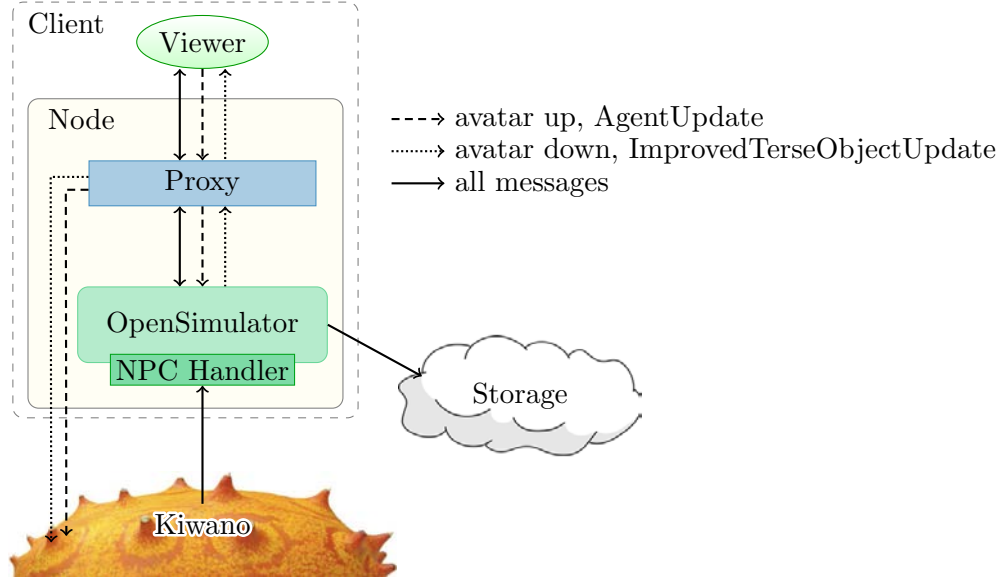 Client
Viewer
Node
avatar up, AgentUpdate
avatar down, ImprovedTerseObjectUpdate
all messages
Proxy
OpenSimulator
NPC Handler
Storage
Kiwano